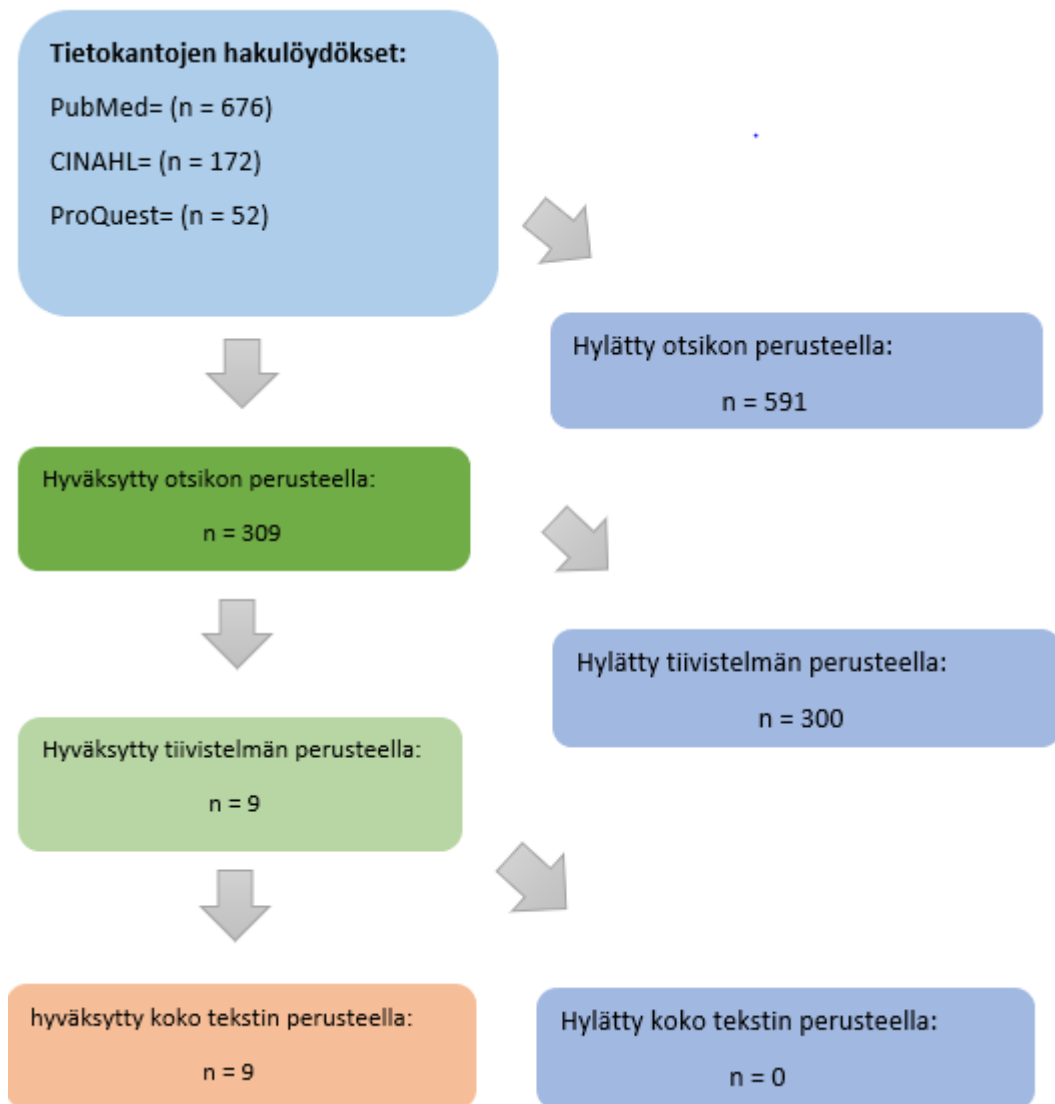 Tietokantojen hakulöydökset:
PubMed= (n = 676)
CINAHL= (n = 172)
ProQuest= (n = 52)
Hylätty otsikon perusteella:
n = 591
Hyväksytty otsikon perusteella:
n = 309
Hylätty tiivistelmän perusteella:
n = 300
Hyväksytty tiivistelmän perusteella:
n = 9
hyväksytty koko tekstin perusteella:
n = 9
Hylätty koko tekstin perusteella:
n = 0